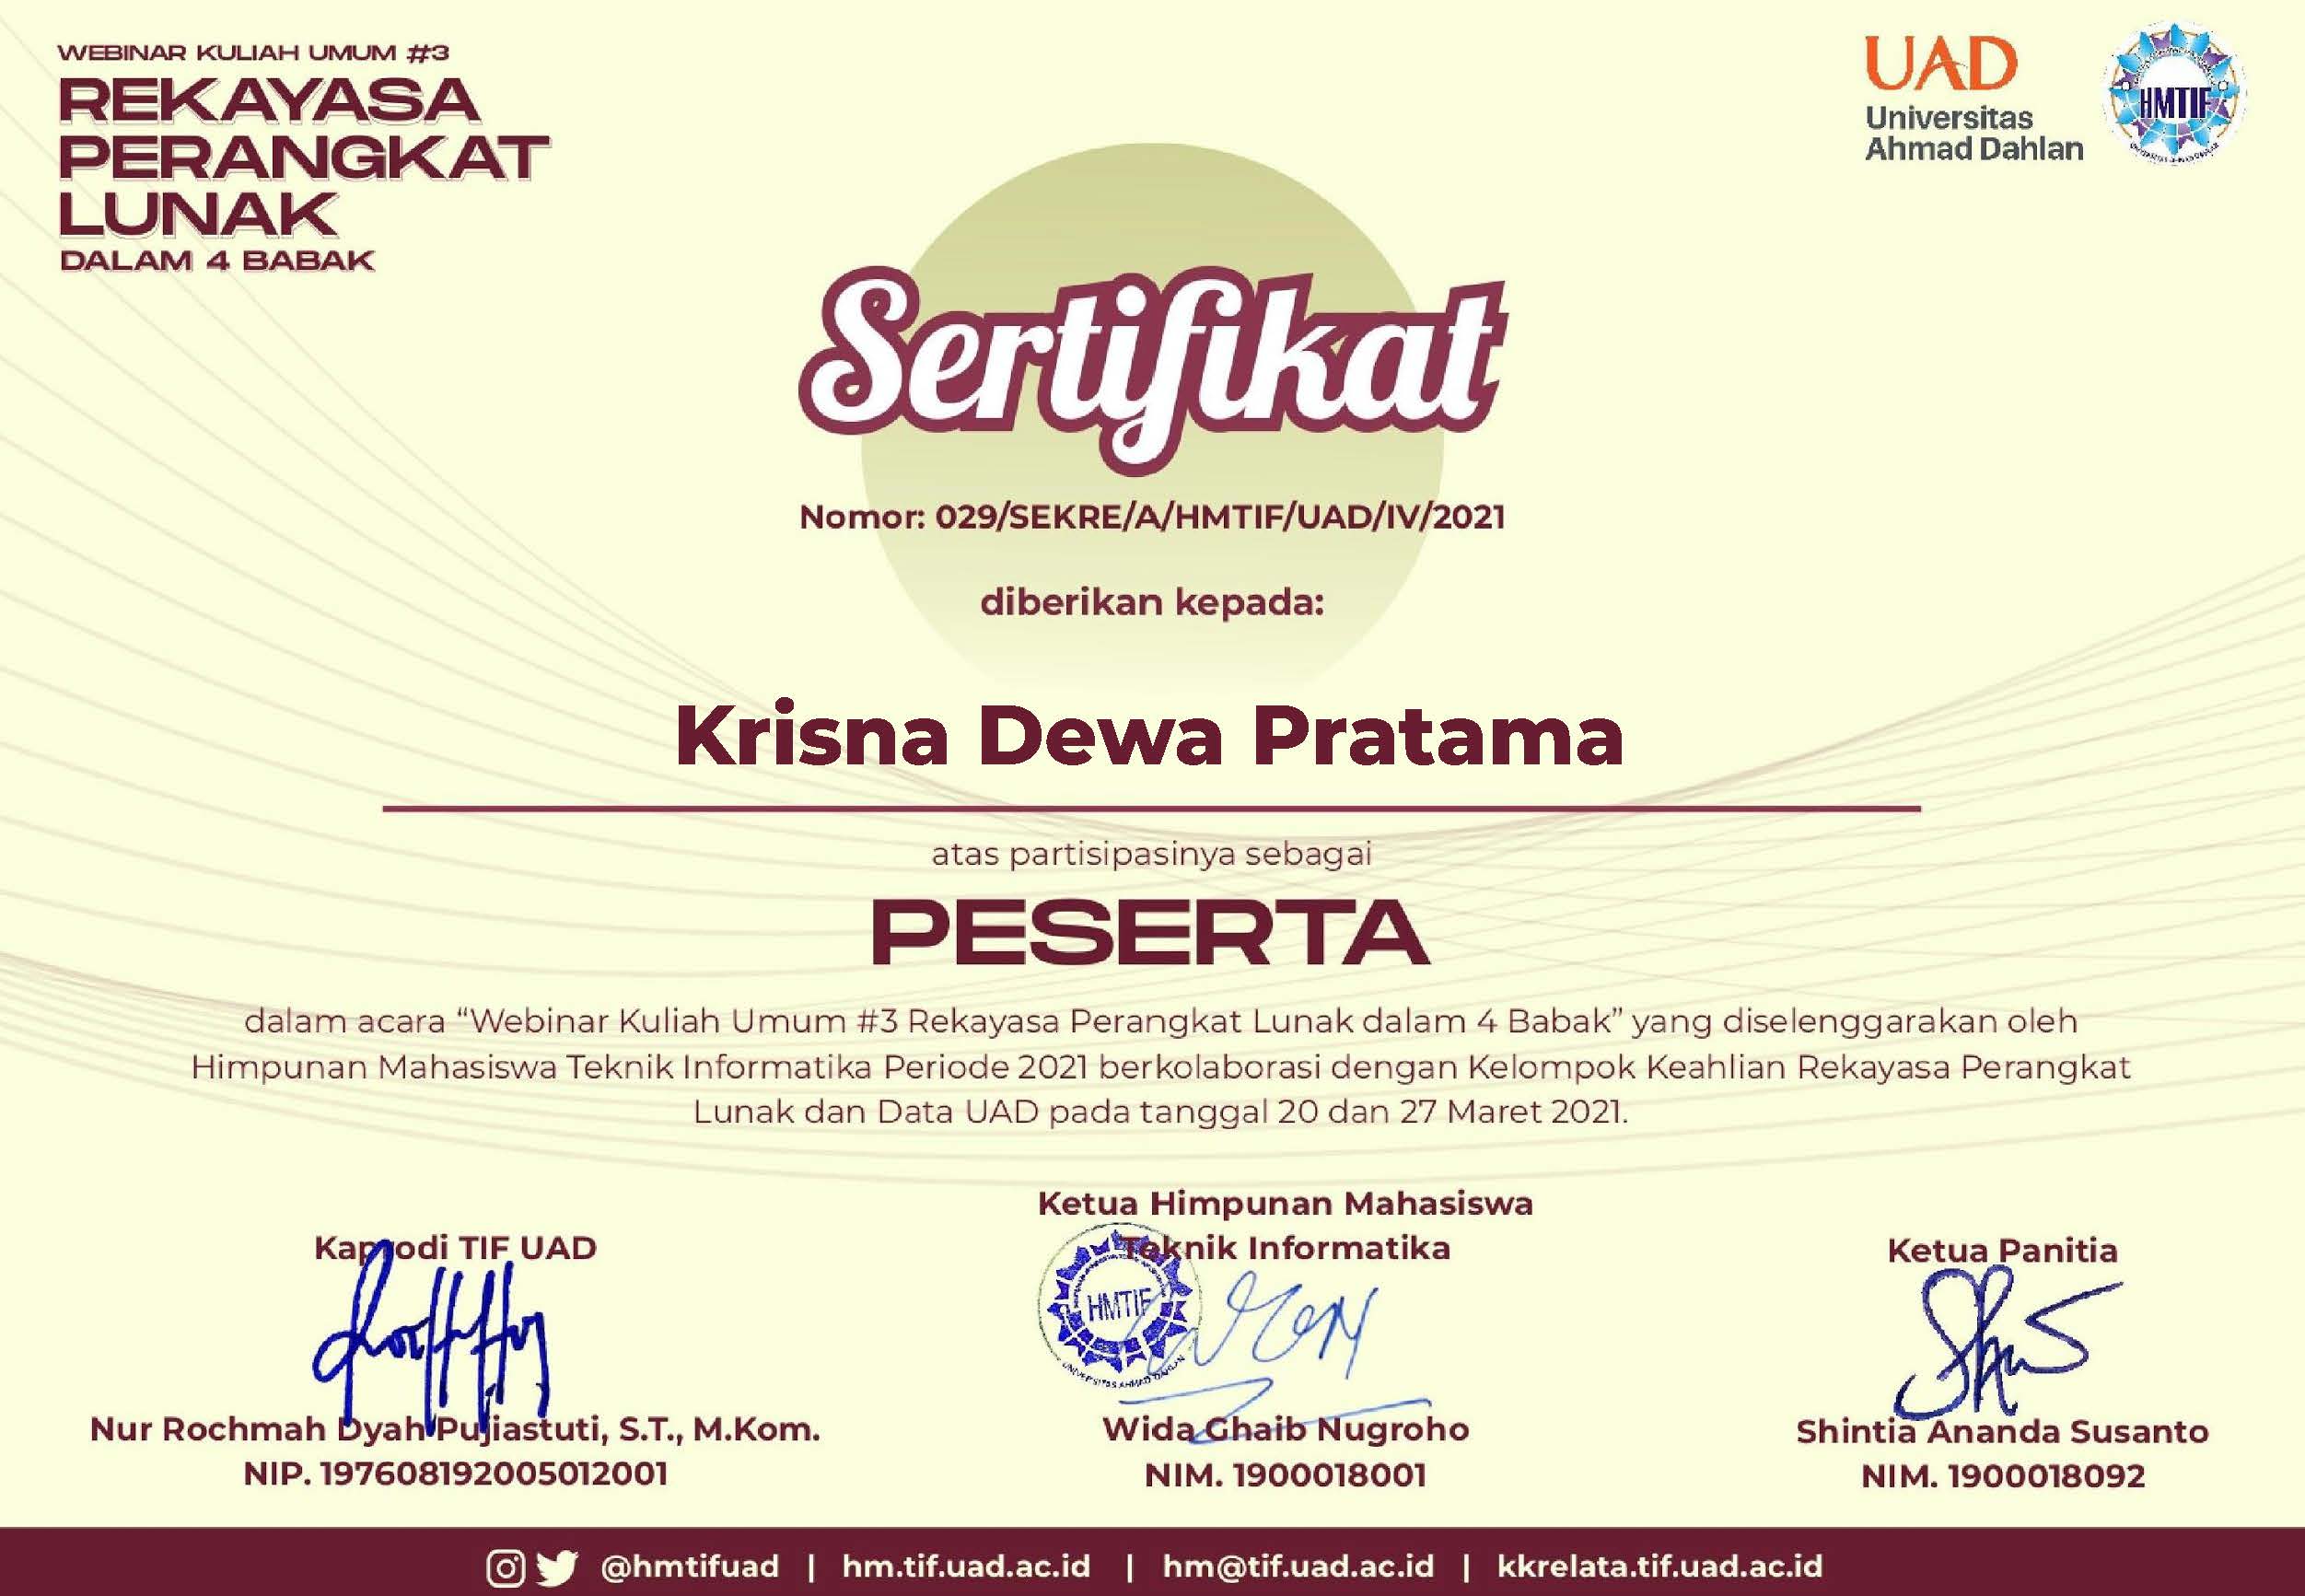 WEBINAR KULIAH UMUM #3
REKAYASA
PERANGKAT
LUNAK
DALAM 4 BABAK
UAD
Universitas
Ahmad Dahlan
HMTIF
Sertifikat
Nomor: 029/SEKRE/A/HMTIF/UAD/IV/2021
diberikan kepada:
Krisna Dewa Pratama
atas partisipasinya sebagai
PESERTA
dalam acara “Webinar Kuliah Umum #3 Rekayasa Perangkat Lunak dalam 4 Babak” yang diselenggarakan oleh
Himpunan Mahasiswa Teknik Informatika Periode 2021 berkolaborasi dengan Kelompok Keahlian Rekayasa Perangkat
Lunak dan Data UAD pada tanggal 20 dan 27 Maret 2021.
Kaprodi TIF UAD
Nur Rochmah Dyah Pujiastuti, S.T., M.Kom.
NIP. 197608192005012001
Ketua Himpunan Mahasiswa
Teknik Informatika
HMTIF
UNIVERSITAS AHMAD DAHLAN
Wida Ghaib Nugroho
NIM. 1900018001
Ketua Panitia
Shintia Ananda Susanto
NIM. 1900018092
@hmtifuad | hm.tif.uad.ac.id | hm@tif.uad.ac.id | kkrelata.tif.uad.ac.id